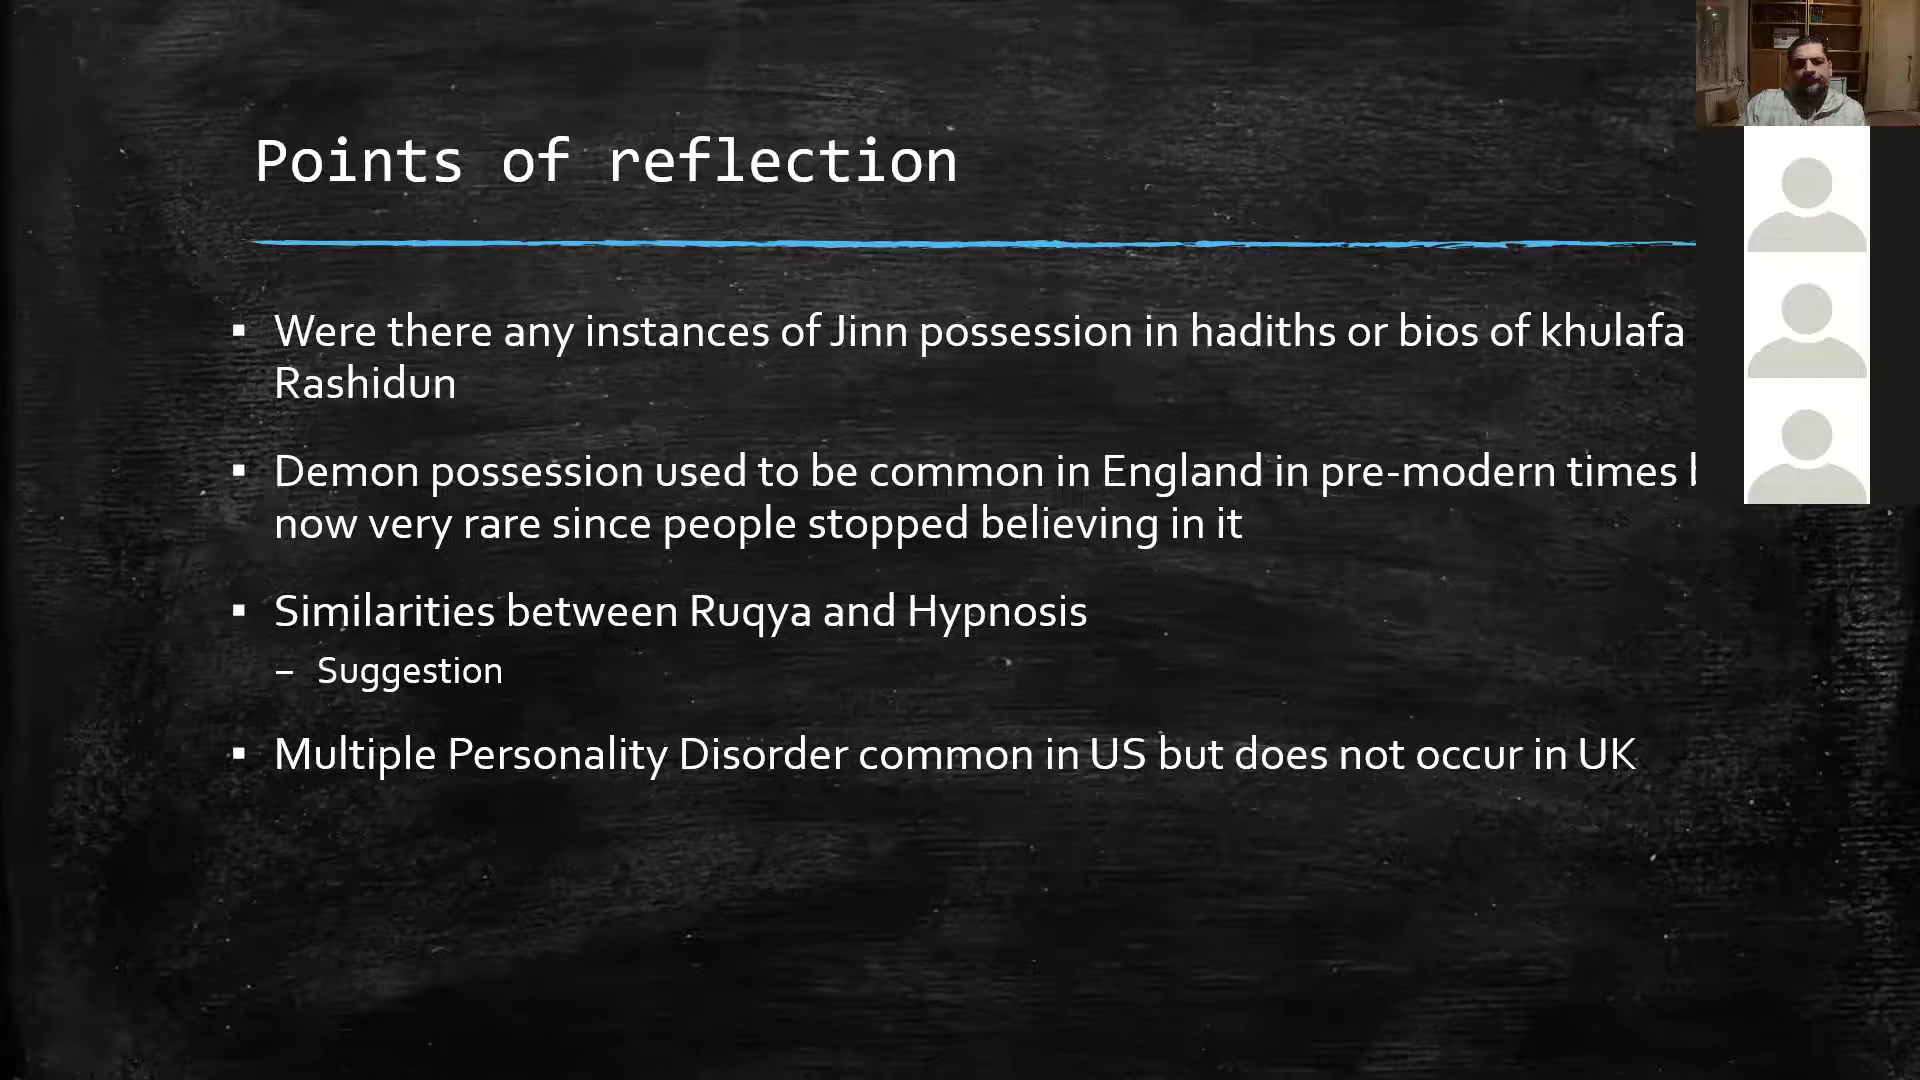 Points of reflection
▪ Were there any instances of Jinn possession in hadiths or bios of khulafa
Rashidun
▪ Demon possession used to be common in England in pre-modern times
now very rare since people stopped believing in it
▪ Similarities between Ruqya and Hypnosis
– Suggestion
▪ Multiple Personality Disorder common in US but does not occur in UK